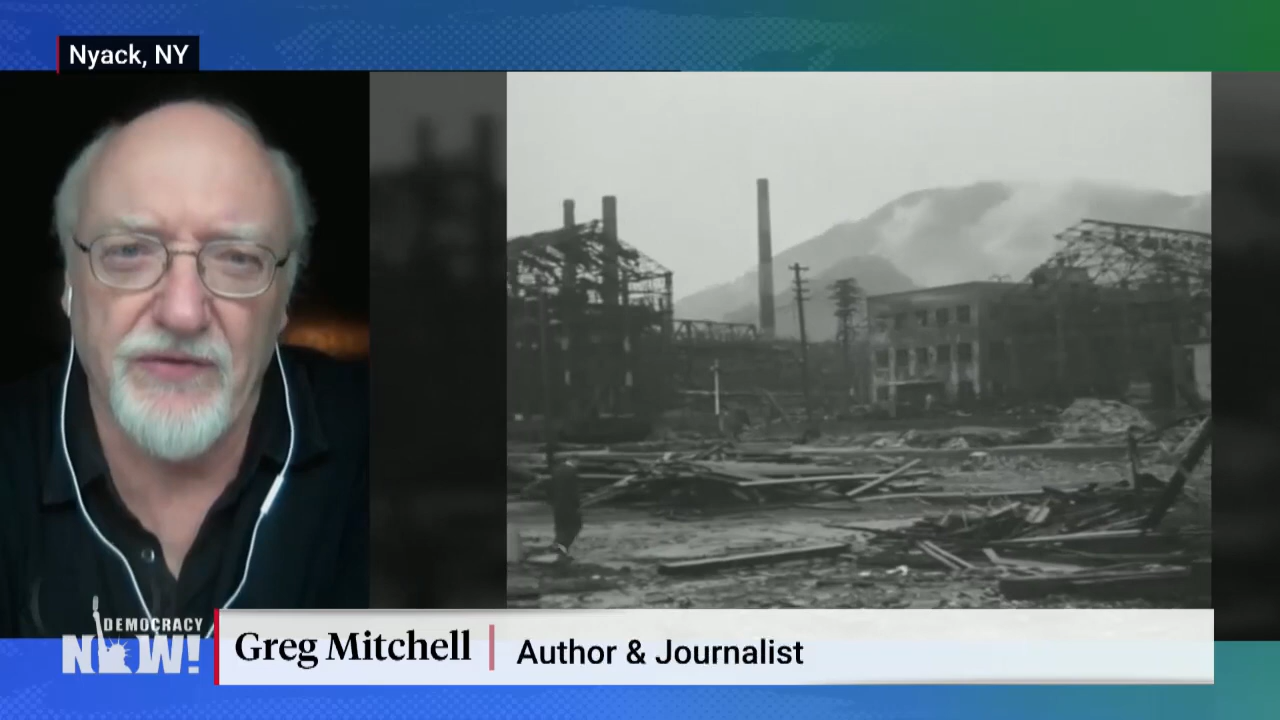 Nyack, NY
DEMOCRACY
NOW!
Greg Mitchell
Author & Journalist